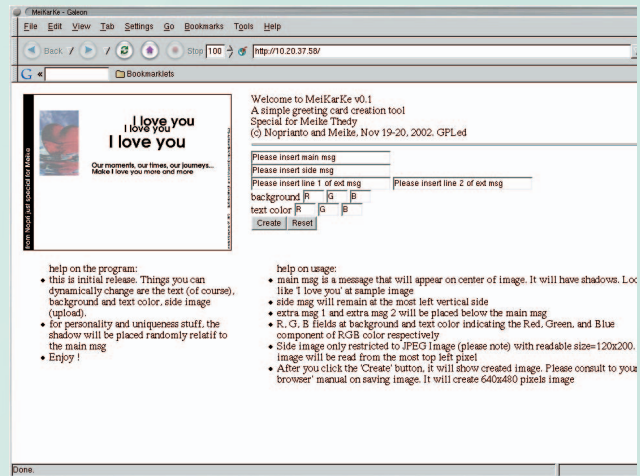 MeiKarKe - Galeon
File Edit View Tab Settings Go Bookmarks Tools Help
Back Stop 100 http://10.20.37.58/
G « Bookmarklets
from Noprì just special for Meike
I love you
I love you
I love you
Our moments, our times, our journeys...
Make I love you more and more
Welcome to MeiKarKe v0.1
A simple greeting card creation tool
Special for Meike Thedy
(c) Noprianto and Meike, Nov 19-20, 2002. GPLed
Please insert main msg
Please insert side msg
Please insert line 1 of ext msg Please insert line 2 of ext msg
background R G B
text color R G B
Create Reset
help on the program:
• this is initial release. Things you can
dynamically change are the text (of course),
background and text color, side image
(upload).
• for personality and uniqueness stuff, the
shadow will be placed randomly relatif to
the main msg
• Enjoy !
help on usage:
• main msg is a message that will appear on center of image. It will have shadows. Loo
like 'I love you' at sample image
• side msg will remain at the most left vertical side
• extra msg 1 and extra msg 2 will be placed below the main msg
• R, G, B fields at background and text color indicating the Red, Green, and Blue
component of RGB color respectively
• Side image only restricted to JPEG Image (please note) with readable size=120x200.
image will be read from the most top left pixel
• After you click the 'Create' button, it will show created image. Please consult to your
browser' manual on saving image. It will create 640x480 pixels image
Done.